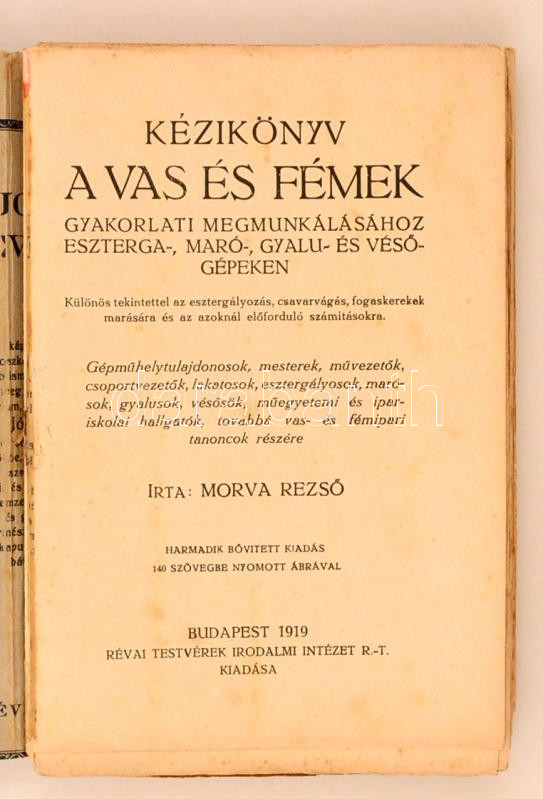 KÉZIKÖNYV
A VAS ÉS FÉMEK
GYAKORLATI MEGMUNKÁLÁSÁHOZ
ESZTERGA-, MARÓ-, GYALU- ÉS VÉSŐ-
GÉPEKEN
Különös tekintettel az esztergályozás, csavarvágás, fogaskerekek
marására és az azoknál előforduló számitásokra.
Gépműhelytulajdonosok, mesterek, művezetők,
csoportvezetők, lakatosok, esztergályosok, maró-
sok, gyalusok, vésősök, műegyetemi és ipar-
iskolai hallgatók, továbbá vas- és fémipari
tanoncok részére
IRTA: MORVA REZSŐ
HARMADIK BŐVITETT KIADÁS
140 SZÖVEGBE NYOMOTT ÁBRÁVAL
BUDAPEST 1919
RÉVAI TESTVÉREK IRODALMI INTÉZET R.-T.
KIADÁSA